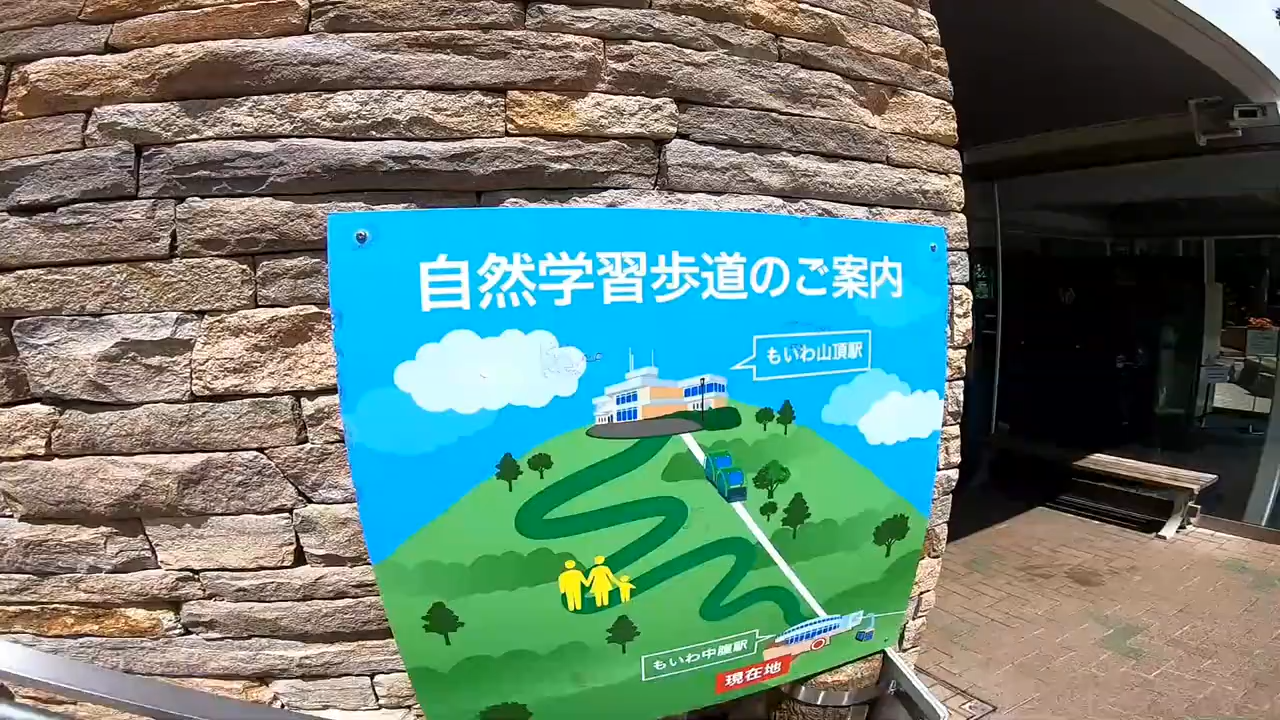 自然学習歩道のご案内
もいわ山頂駅
もいわ中腹駅
現在地